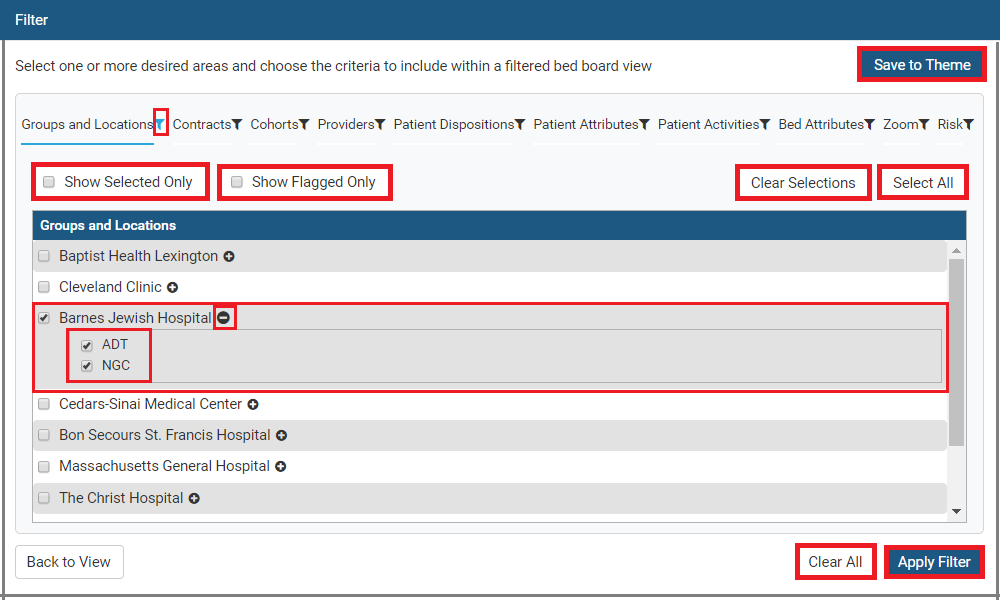 Filter
Select one or more desired areas and choose the criteria to include within a filtered bed board view
Save to Theme
Groups and Locations Contracts Cohorts Providers Patient Dispositions Patient Attributes Patient Activities Bed Attributes Zoom Risk
Show Selected Only Show Flagged Only Clear Selections Select All
Groups and Locations
Baptist Health Lexington
Cleveland Clinic
Barnes Jewish Hospital
ADT
NGC
Cedars-Sinai Medical Center
Bon Secours St. Francis Hospital
Massachusetts General Hospital
The Christ Hospital
Back to View Clear All Apply Filter